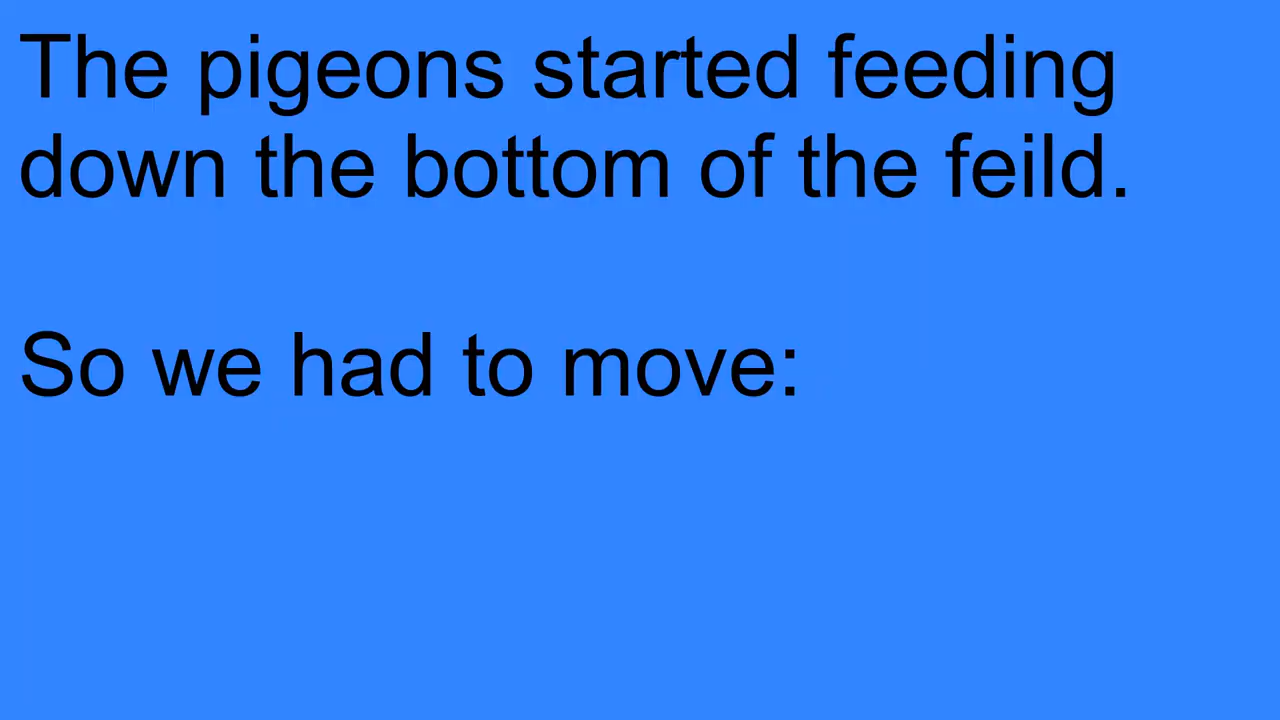 The pigeons started feeding
down the bottom of the feild.
So we had to move: